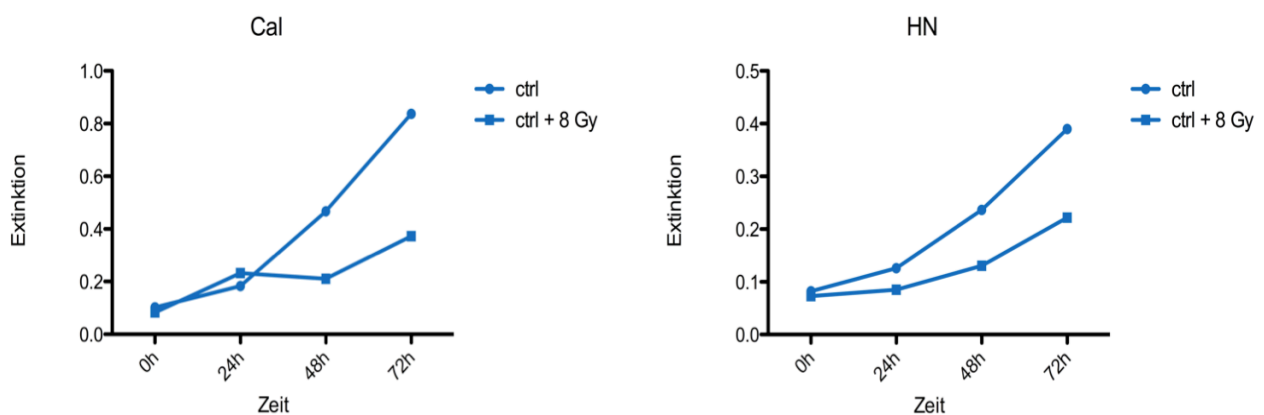 Cal
1.0
0.8
0.6
0.4
0.2
0.0
Extinktion
0h
24h
48h
72h
Zeit
ctrl
ctrl + 8 Gy
HN
0.5
0.4
0.3
0.2
0.1
0.0
Extinktion
0h
24h
48h
72h
Zeit
ctrl
ctrl + 8 Gy